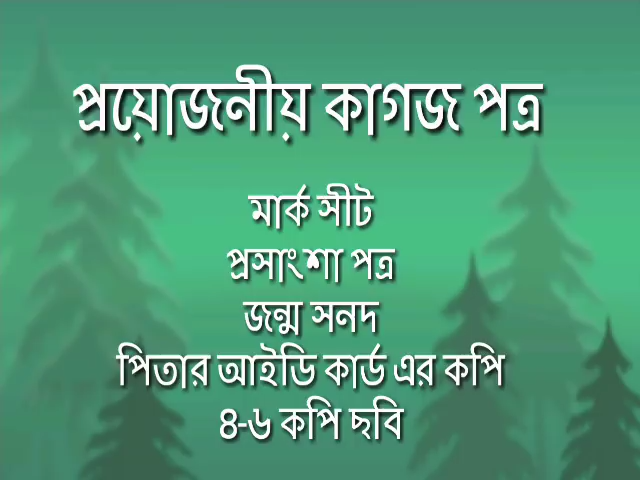 প্রয়োজনীয় কাগজ পত্র
মার্ক সীট
প্রসাংশা পত্র
জন্ম সনদ
পিতার আইডি কার্ড এর কপি
৪-৬ কপি ছবি